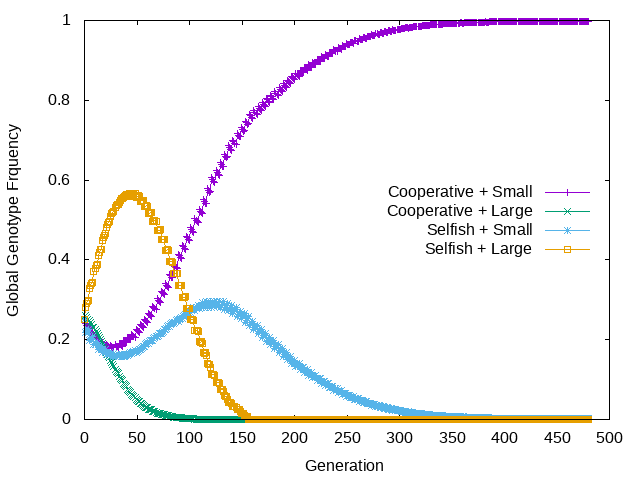 1
0.8
0.6
0.4
0.2
0
0 50 100 150 200 250 300 350 400 450 500
Global Genotype Frquency
Generation
Cooperative + Small
Cooperative + Large
Selfish + Small
Selfish + Large